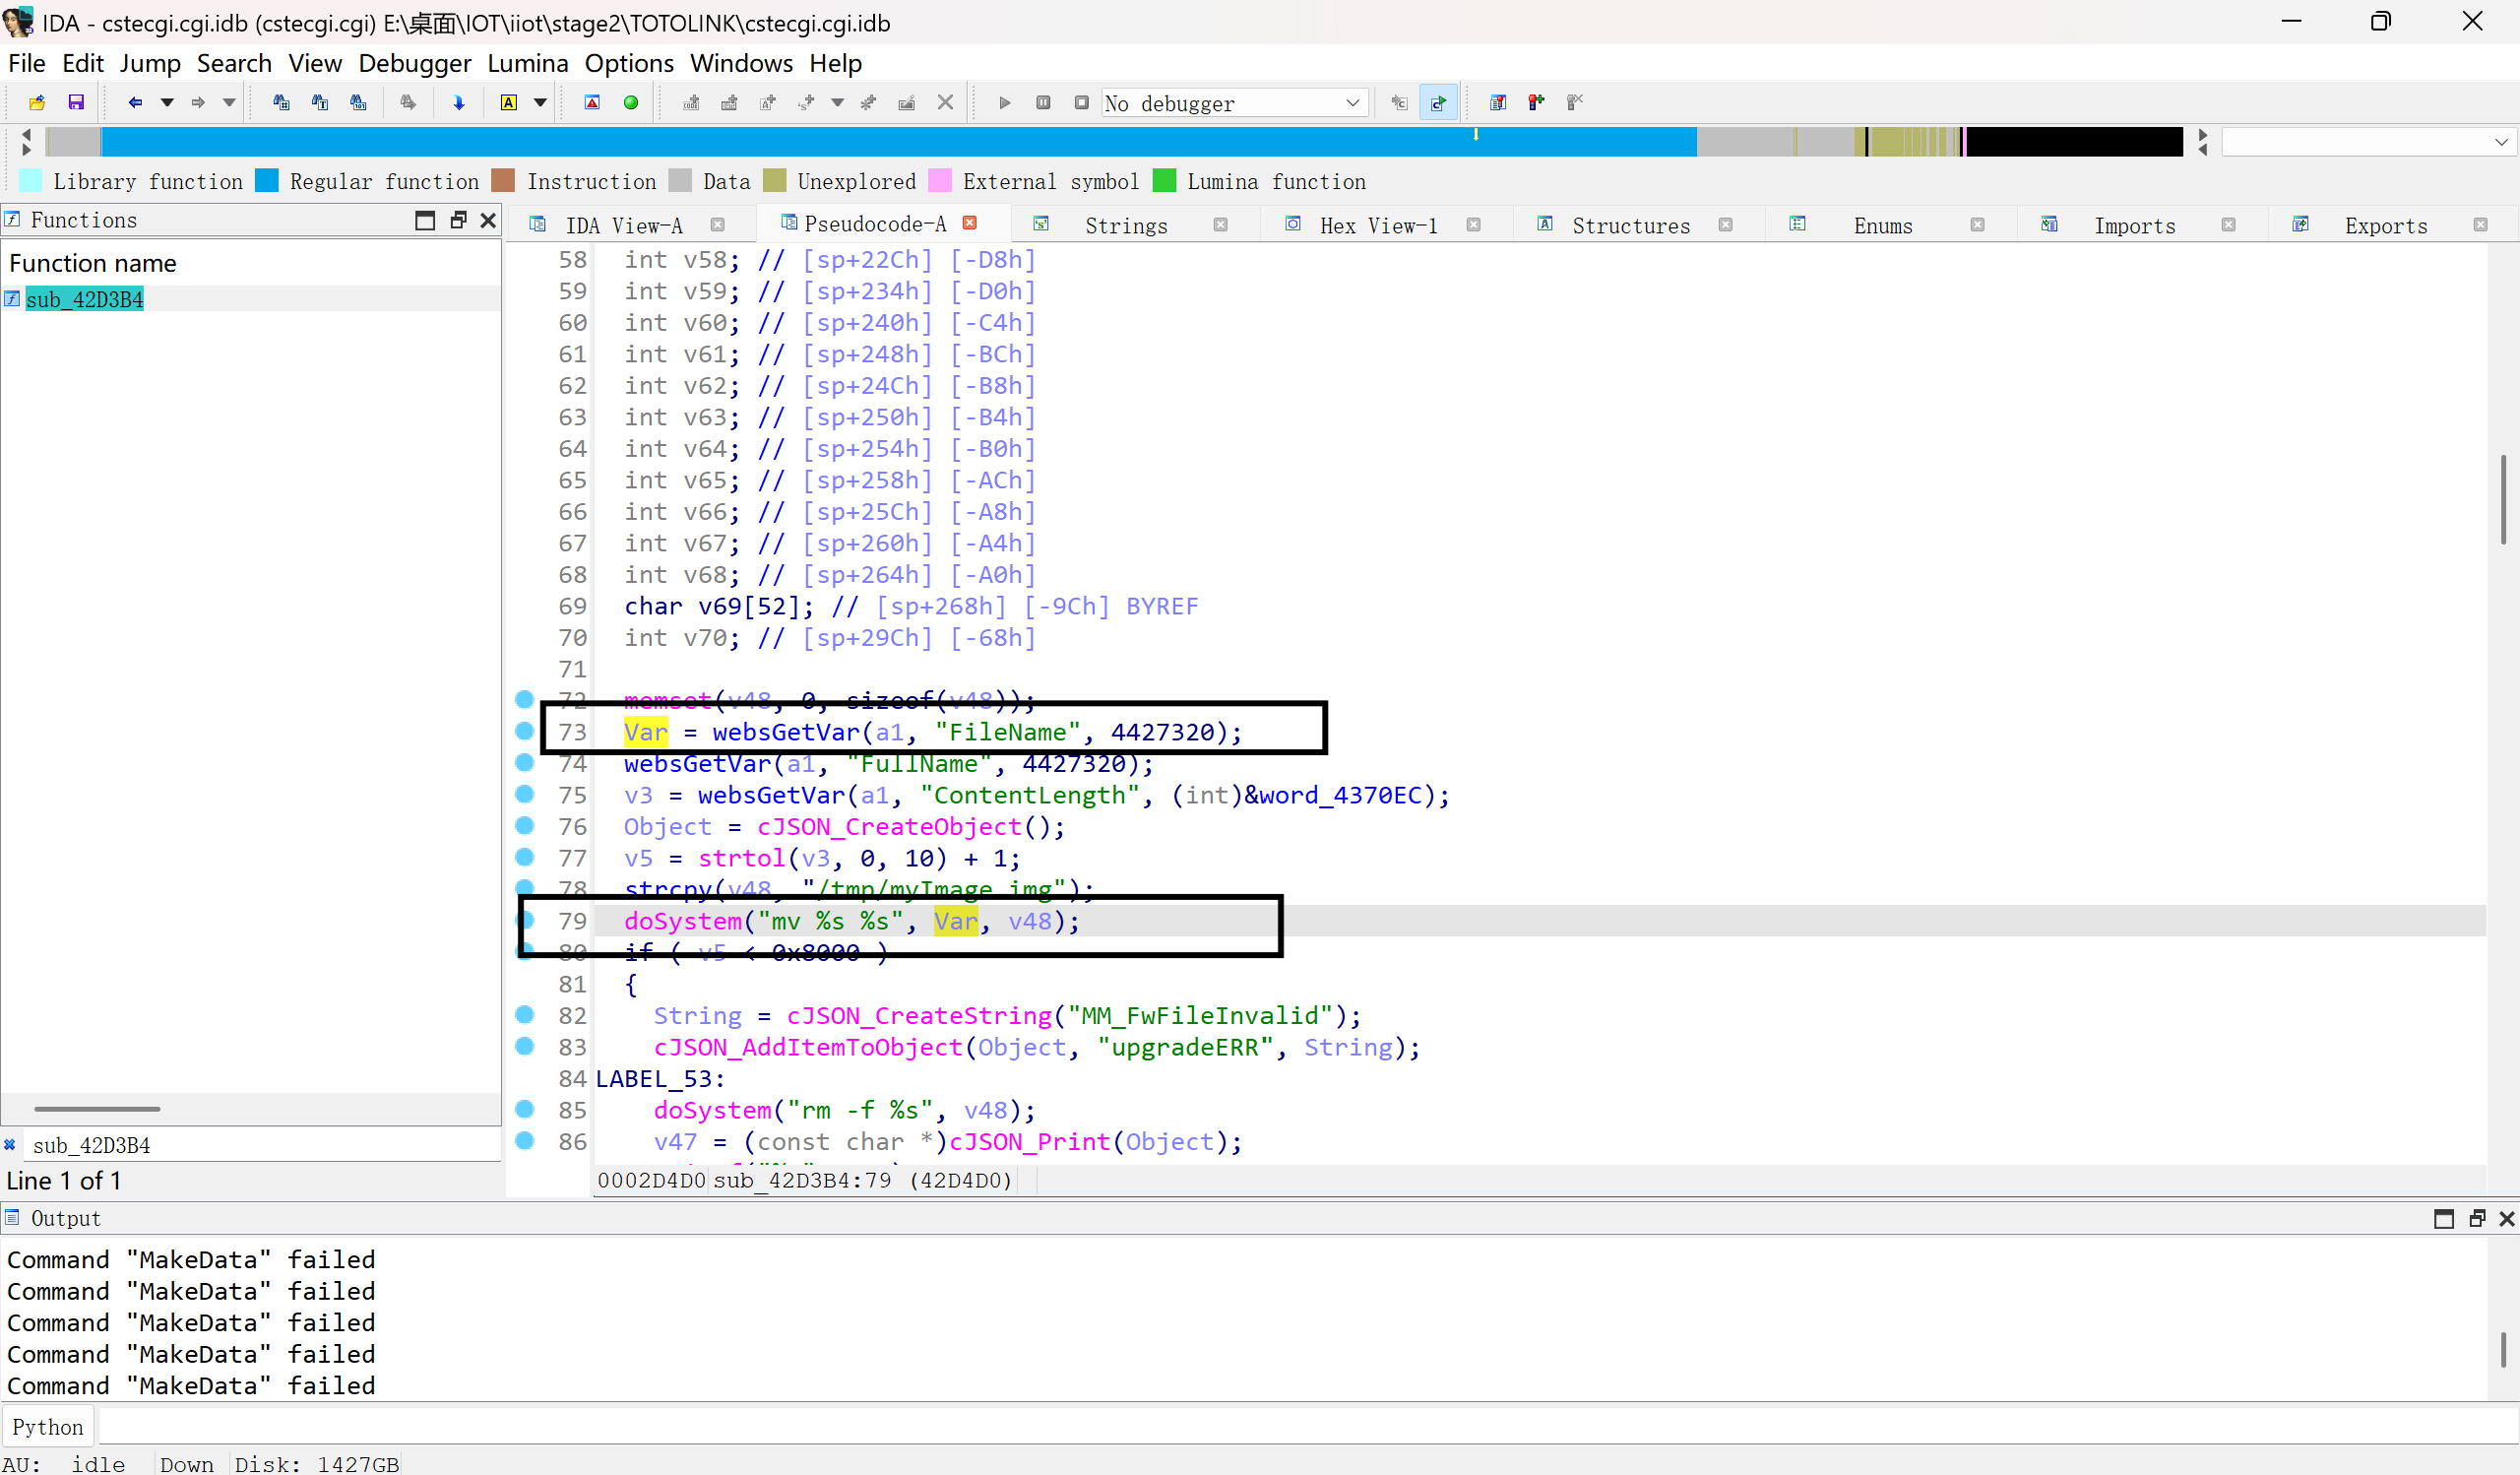 IDA - cstecgi.cgi.idb (cstecgi.cgi) E:\桌面\IOT\iiot\stage2\TOTOLINK\cstecgi.cgi.idb
File Edit Jump Search View Debugger Lumina Options Windows Help
No debugger
Library function Regular function Instruction Data Unexplored External symbol Lumina function
Functions
Function name
sub_42D3B4
sub_42D3B4
Line 1 of 1
IDA View-A Pseudocode-A Strings Hex View-1 Structures Enums Imports Exports
58 int v58; // [sp+22Ch] [-D8h]
59 int v59; // [sp+234h] [-D0h]
60 int v60; // [sp+240h] [-C4h]
61 int v61; // [sp+248h] [-BCh]
62 int v62; // [sp+24Ch] [-B8h]
63 int v63; // [sp+250h] [-B4h]
64 int v64; // [sp+254h] [-B0h]
65 int v65; // [sp+258h] [-ACh]
66 int v66; // [sp+25Ch] [-A8h]
67 int v67; // [sp+260h] [-A4h]
68 int v68; // [sp+264h] [-A0h]
69 char v69[52]; // [sp+268h] [-9Ch] BYREF
70 int v70; // [sp+29Ch] [-68h]
71
72 memset(v48, 0, sizeof(v48));
73 Var = websGetVar(a1, "FileName", 4427320);
74 websGetVar(a1, "FullName", 4427320);
75 v3 = websGetVar(a1, "ContentLength", (int)&word_4370EC);
76 Object = cJSON_CreateObject();
77 v5 = strtol(v3, 0, 10) + 1;
78 strcpy(v48, "/tmp/myImage.img");
79 doSystem("mv %s %s", Var, v48);
80 if ( v5 < 0x8000 )
81 {
82 String = cJSON_CreateString("MM_FwFileInvalid");
83 cJSON_AddItemToObject(Object, "upgradeERR", String);
84 LABEL_53:
85 doSystem("rm -f %s", v48);
86 v47 = (const char *)cJSON_Print(Object);
0002D4D0 sub_42D3B4:79 (42D4D0)
Output
Command "MakeData" failed
Command "MakeData" failed
Command "MakeData" failed
Command "MakeData" failed
Command "MakeData" failed
Python
AU: idle Down Disk: 1427GB